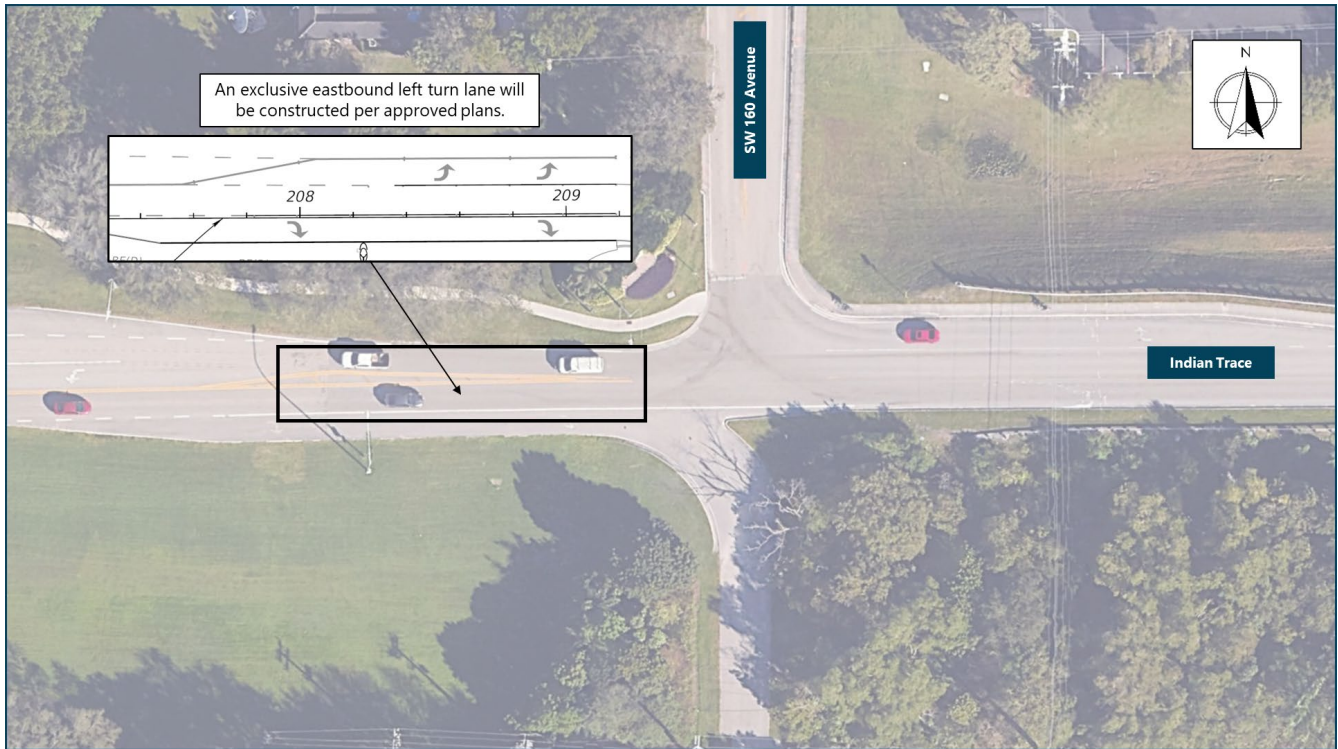 An exclusive eastbound left turn lane will
be constructed per approved plans.
208
209
SW 160 Avenue
N
Indian Trace